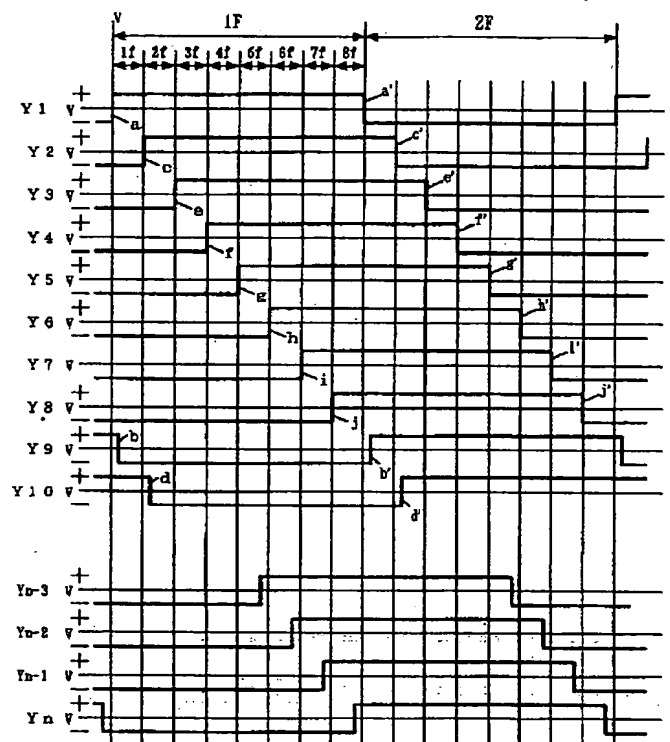 V
1F 2F
1f 2f 3f 4f 5f 6f 7f 8f
+
Y1 V
−
a a'
+
Y2 V
−
c c'
+
Y3 V
−
e e'
+
Y4 V
−
f f'
+
Y5 V
−
g g'
+
Y6 V
−
h h'
+
Y7 V
−
i i'
+
Y8 V
−
j j'
+
Y9 V
−
b b'
+
Y10 V
−
d d'
+
Yn-3 V
−
+
Yn-2 V
−
+
Yn-1 V
−
+
Yn V
−